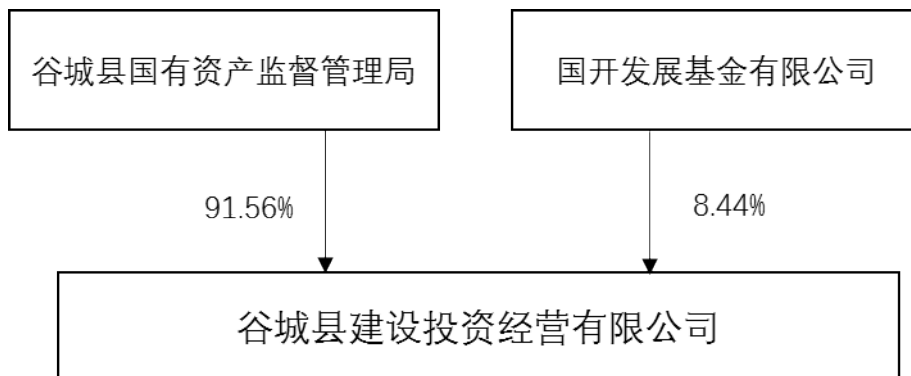 谷城县国有资产监督管理局
国开发展基金有限公司
91.56%
8.44%
谷城县建设投资经营有限公司